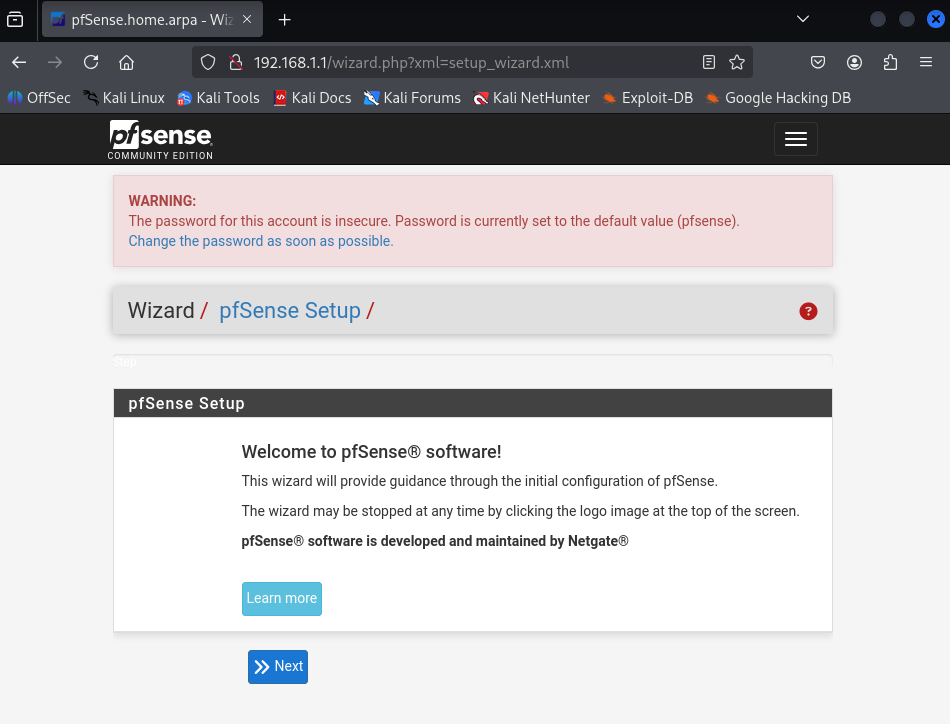 pfSense.home.arpa - Wiz
192.168.1.1/wizard.php?xml=setup_wizard.xml
OffSec Kali Linux Kali Tools Kali Docs Kali Forums Kali NetHunter Exploit-DB Google Hacking DB
pfsense
COMMUNITY EDITION
WARNING:
The password for this account is insecure. Password is currently set to the default value (pfsense).
Change the password as soon as possible.
Wizard / pfSense Setup /
Step
pfSense Setup
Welcome to pfSense® software!
This wizard will provide guidance through the initial configuration of pfSense.
The wizard may be stopped at any time by clicking the logo image at the top of the screen.
pfSense® software is developed and maintained by Netgate®
Learn more
Next